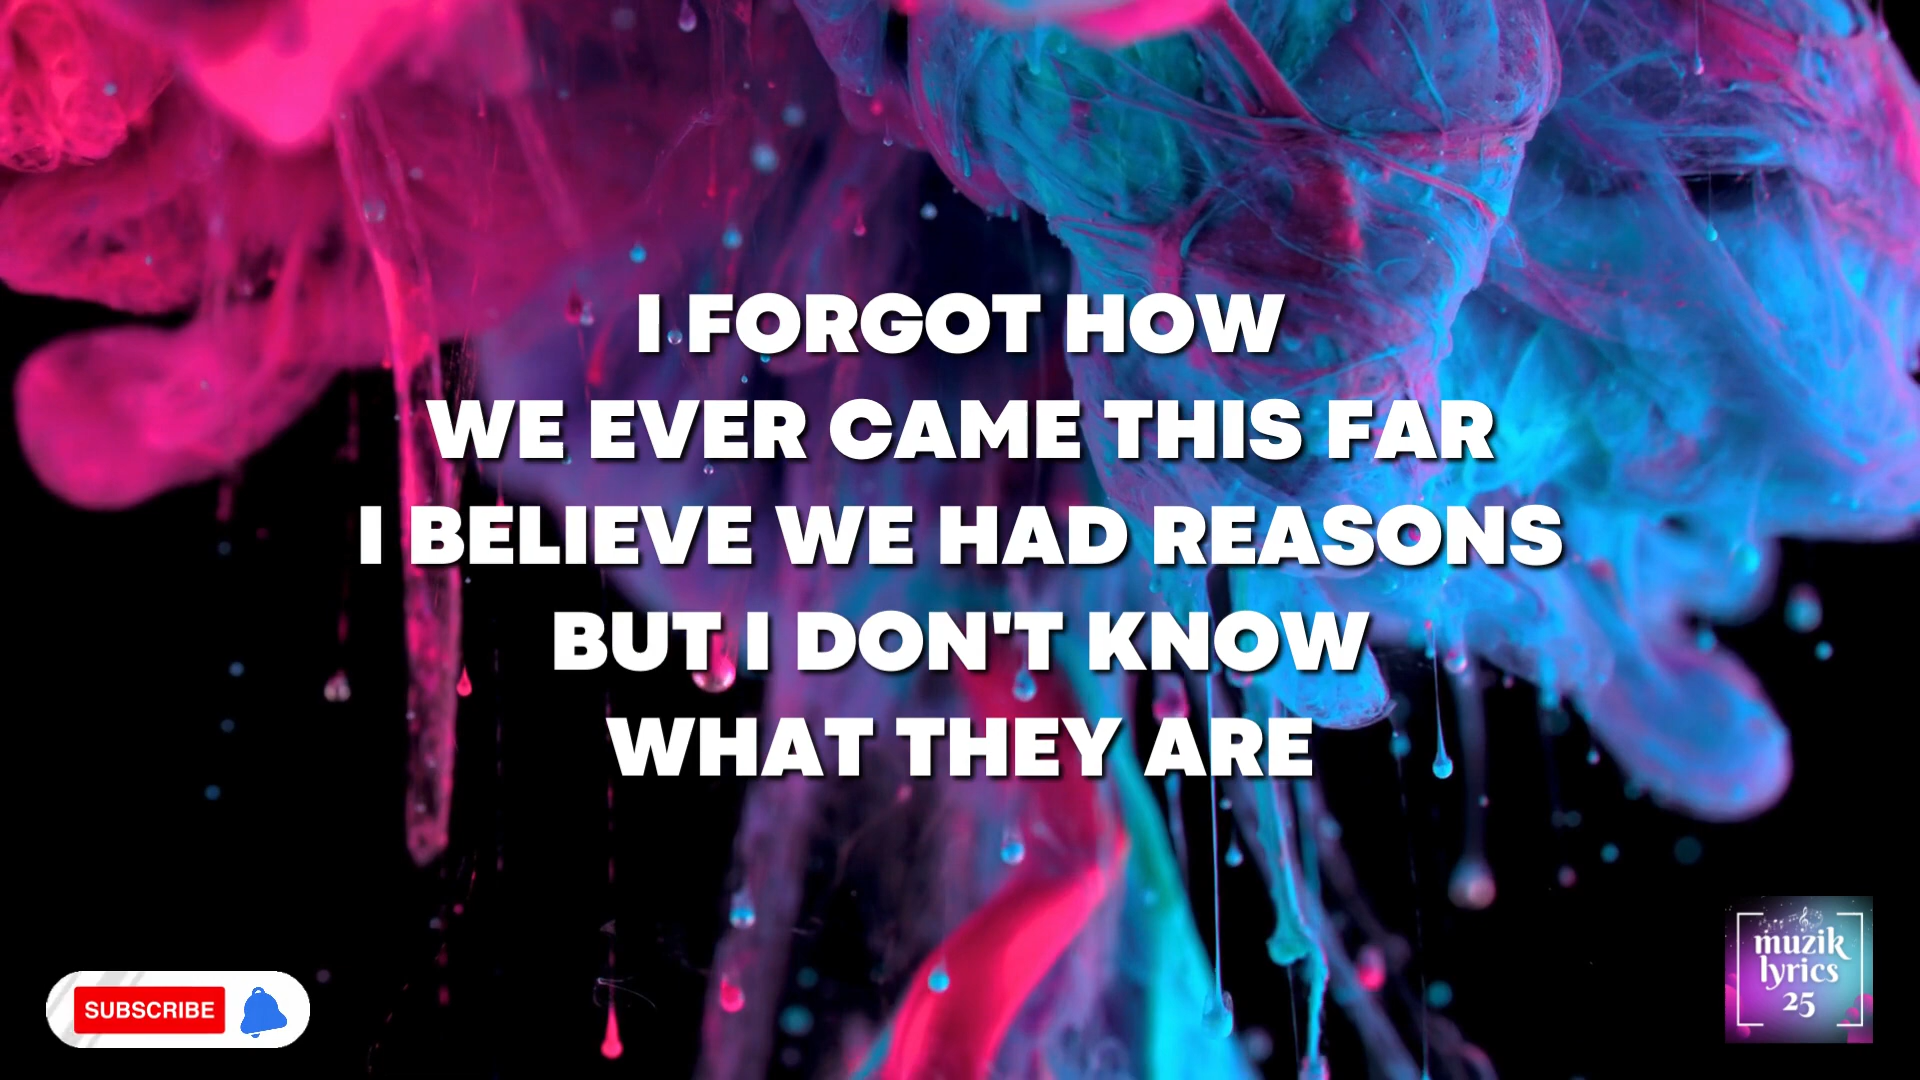 I FORGOT HOW
WE EVER CAME THIS FAR
I BELIEVE WE HAD REASONS
BUT I DON'T KNOW
WHAT THEY ARE
SUBSCRIBE
muzik
lyrics
25